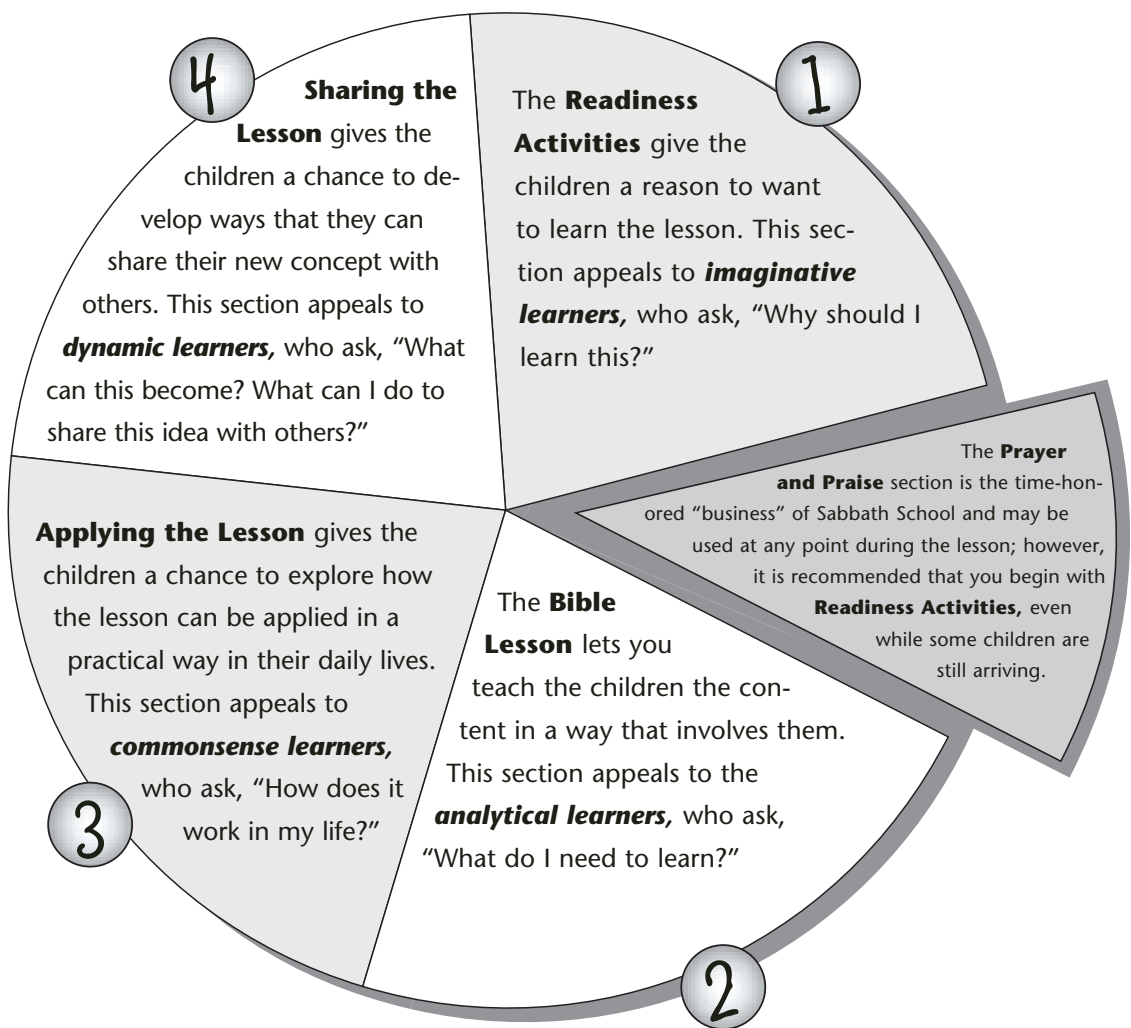 1
The Readiness
Activities give the
children a reason to want
to learn the lesson. This sec-
tion appeals to imaginative
learners, who ask, “Why should I
learn this?”
The Prayer
and Praise section is the time-hon-
ored “business” of Sabbath School and may be
used at any point during the lesson; however,
it is recommended that you begin with
Readiness Activities, even
while some children are
still arriving.
2
The Bible
Lesson lets you
teach the children the con-
tent in a way that involves them.
This section appeals to the
analytical learners, who ask,
“What do I need to learn?”
3
Applying the Lesson gives the
children a chance to explore how
the lesson can be applied in a
practical way in their daily lives.
This section appeals to
commonsense learners,
who ask, “How does it
work in my life?”
4
Sharing the
Lesson gives the
children a chance to de-
velop ways that they can
share their new concept with
others. This section appeals to
dynamic learners, who ask, “What
can this become? What can I do to
share this idea with others?”